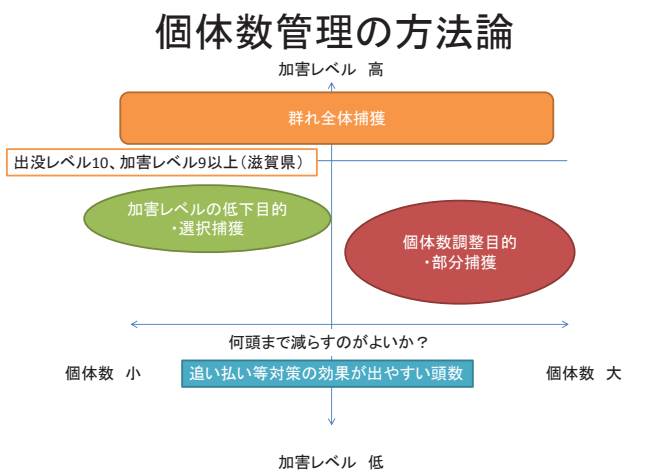 個体数管理の方法論
加害レベル 高
群れ全体捕獲
出没レベル10、加害レベル9以上(滋賀県)
加害レベルの低下目的
・選択捕獲
個体数調整目的
・部分捕獲
何頭まで減らすのがよいか?
個体数 小
追い払い等対策の効果が出やすい頭数
個体数 大
加害レベル 低